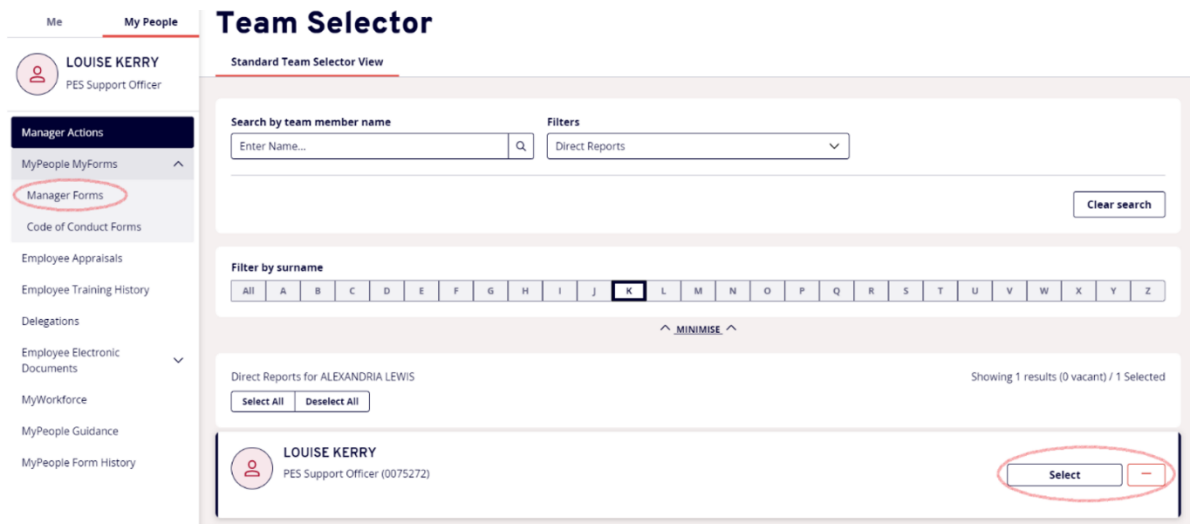 Me My People
LOUISE KERRY
PES Support Officer
Manager Actions
MyPeople MyForms
Manager Forms
Code of Conduct Forms
Employee Appraisals
Employee Training History
Delegations
Employee Electronic
Documents
MyWorkforce
MyPeople Guidance
MyPeople Form History
Team Selector
Standard Team Selector View
Search by team member name Filters
Enter Name... Direct Reports
Clear search
Filter by surname
All A B C D E F G H I J K L M N O P Q R S T U V W X Y Z
MINIMISE
Direct Reports for ALEXANDRIA LEWIS Showing 1 results (0 vacant) / 1 Selected
Select All Deselect All
LOUISE KERRY
PES Support Officer (0075272)
Select